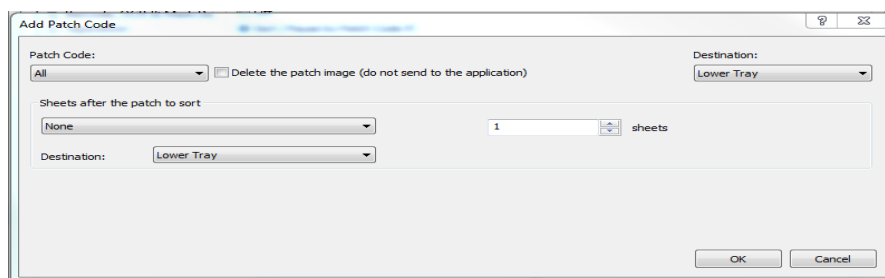 Add Patch Code
Patch Code:
Destination:
All
Delete the patch image (do not send to the application)
Lower Tray
Sheets after the patch to sort
None
1
sheets
Destination:
Lower Tray
OK
Cancel